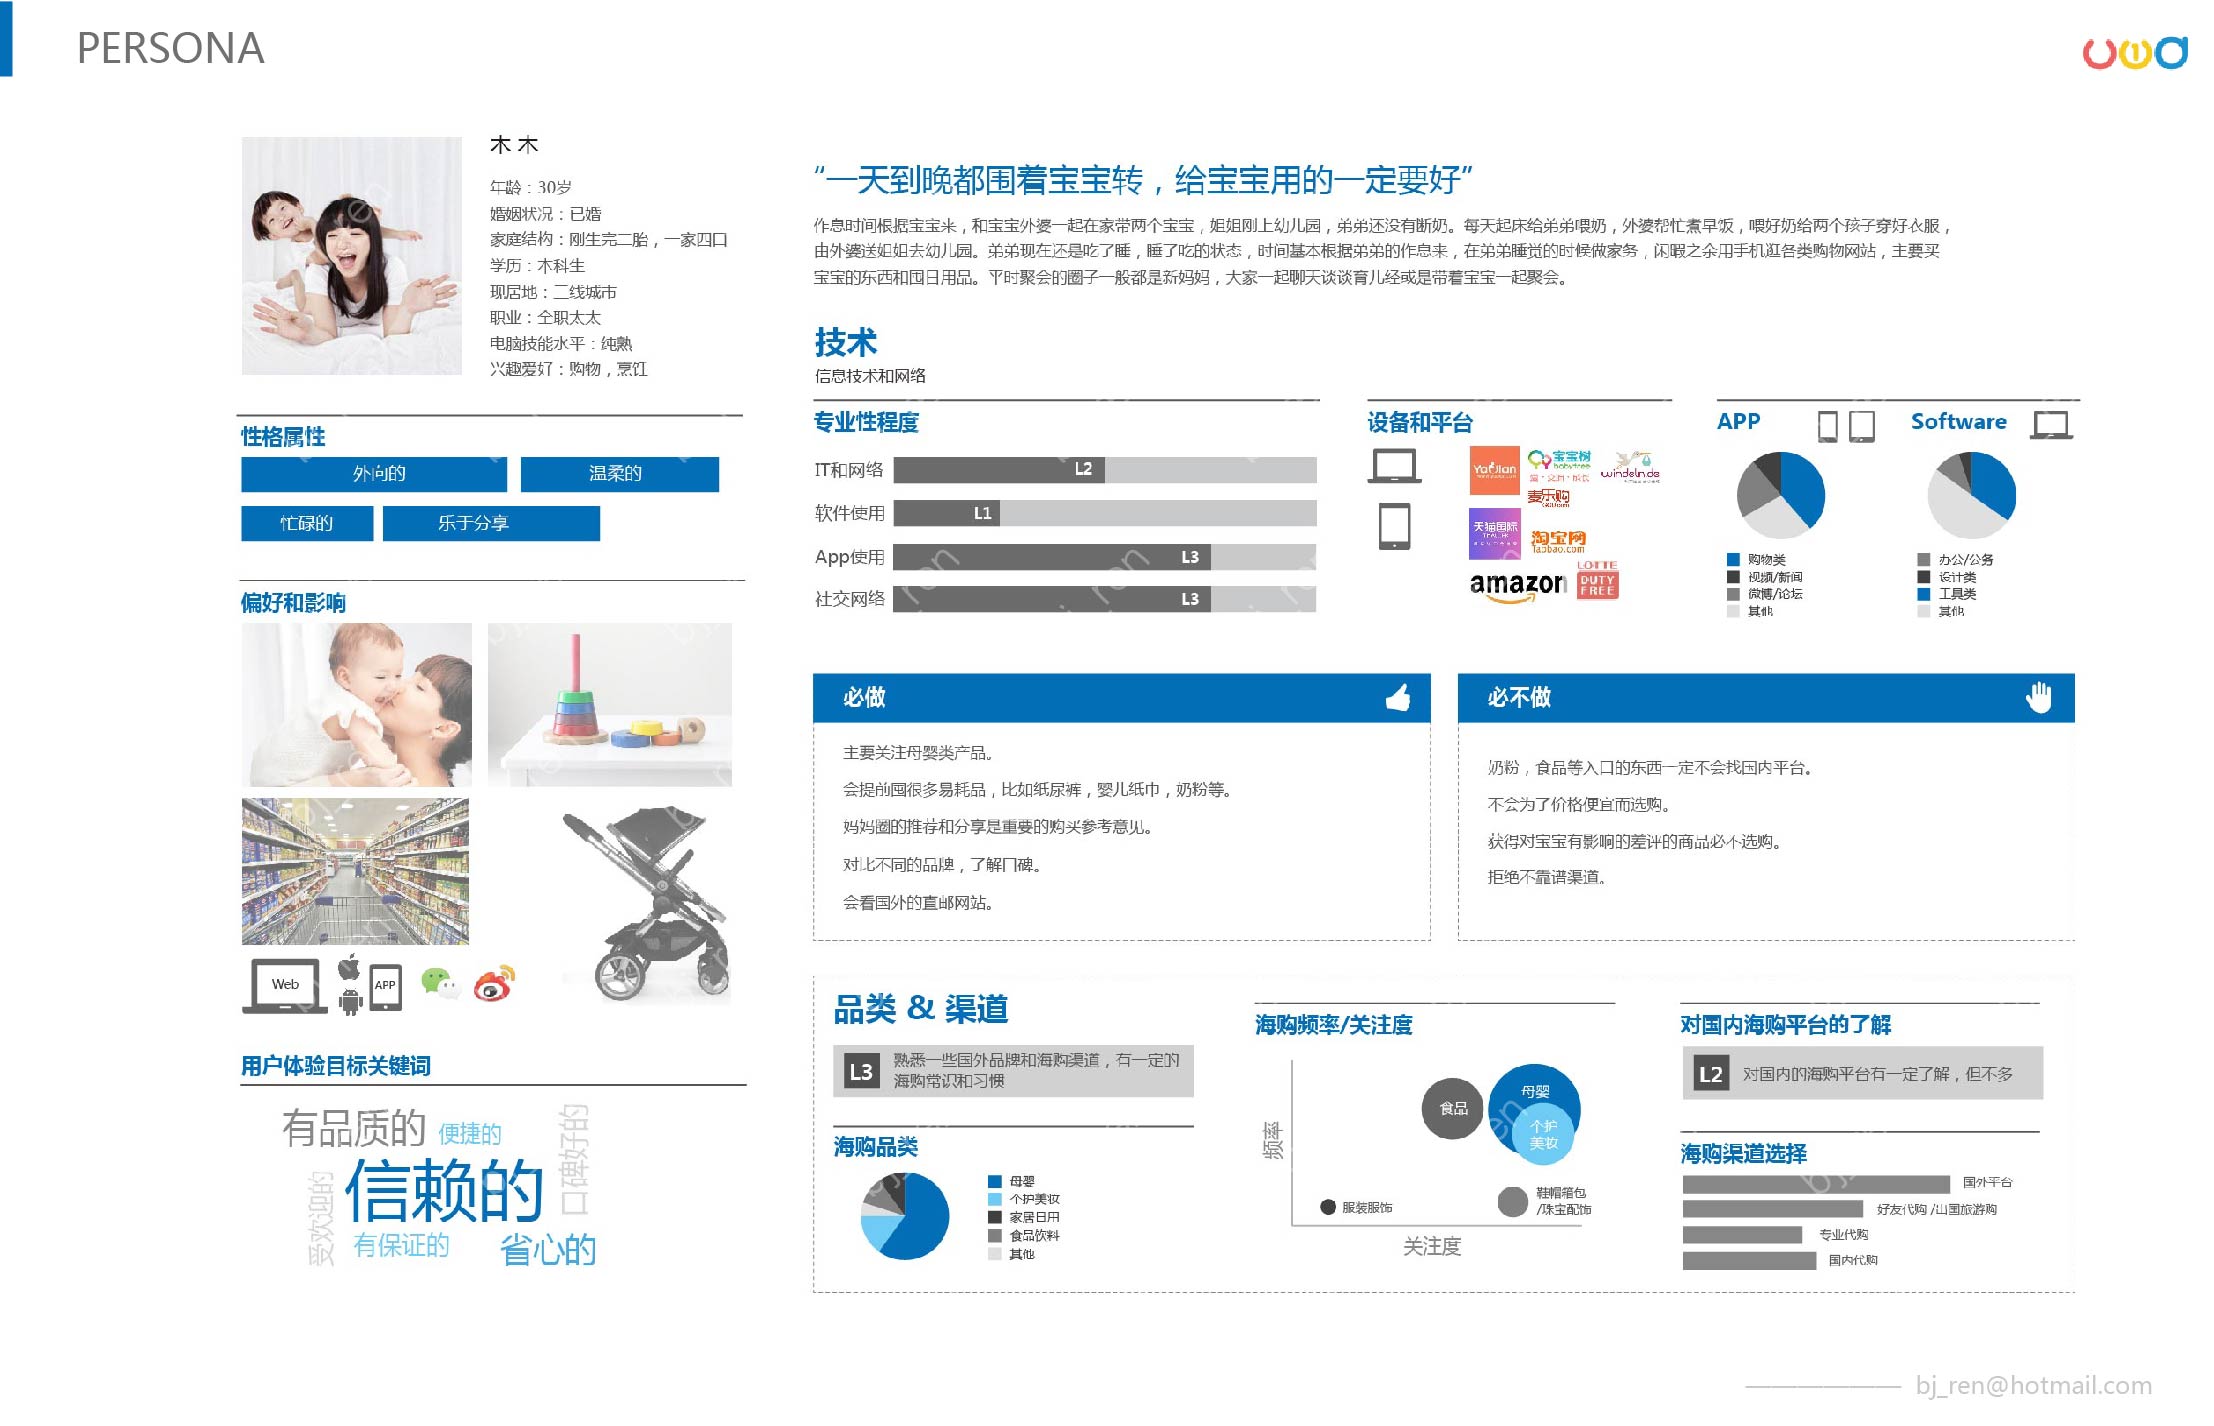 PERSONA
木 木
年龄：30岁
婚姻状况：已婚
家庭结构：刚生完二胎，一家四口
学历：本科生
现居地：三线城市
职业：全职太太
电脑技能水平：纯熟
兴趣爱好：购物，烹饪
性格属性
外向的
温柔的
忙碌的
乐于分享
偏好和影响
Web
APP
用户体验目标关键词
有品质的
便捷的
口碑好的
信赖的
受欢迎的
有保证的
省心的
“一天到晚都围着宝宝转，给宝宝用的一定要好”
作息时间根据宝宝来，和宝宝外婆一起在家带两个宝宝，姐姐刚上幼儿园，弟弟还没有断奶。每天起床给弟弟喂奶，外婆帮忙煮早饭，喂好奶给两个孩子穿好衣服，
由外婆送姐姐去幼儿园。弟弟现在还是吃了睡，睡了吃的状态，时间基本根据弟弟的作息来，在弟弟睡觉的时候做家务，闲暇之余用手机逛各类购物网站，主要买
宝宝的东西和囤日用品。平时聚会的圈子一般都是新妈妈，大家一起聊天谈谈育儿经或是带着宝宝一起聚会。
技术
信息技术和网络
专业性程度
IT和网络 L2
软件使用 L1
App使用 L3
社交网络 L3
设备和平台
宝宝树
babytree
windeln.de
麦乐购
天猫国际
淘宝网
Taobao.com
amazon
LOTTE
DUTY
FREE
APP
购物类
视频/新闻
微博/论坛
其他
Software
办公/公务
设计类
工具类
其他
必做
主要关注母婴类产品。
会提前囤很多易耗品，比如纸尿裤，婴儿纸巾，奶粉等。
妈妈圈的推荐和分享是重要的购买参考意见。
对比不同的品牌，了解口碑。
会看国外的直邮网站。
必不做
奶粉，食品等入口的东西一定不会找国内平台。
不会为了价格便宜而选购。
获得对宝宝有影响的差评的商品必不选购。
拒绝不靠谱渠道。
品类 & 渠道
L3
熟悉一些国外品牌和海购渠道，有一定的
海购常识和习惯
海购品类
母婴
个护美妆
家居日用
食品饮料
其他
海购频率/关注度
频率
食品
母婴
个护
美妆
服装服饰
鞋帽箱包
/珠宝配饰
关注度
对国内海购平台的了解
L2 对国内的海购平台有一定了解，但不多
海购渠道选择
国外平台
好友代购 /出国旅游购
专业代购
国内代购
bj_ren@hotmail.com